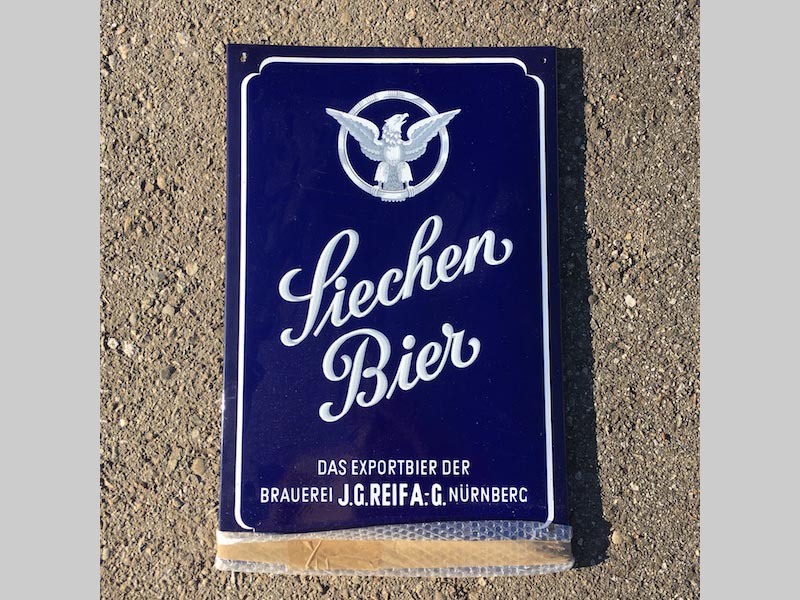 Siechen
Bier
DAS EXPORTBIER DER
BRAUEREI J.G.REIF A.-G. NÜRNBERG